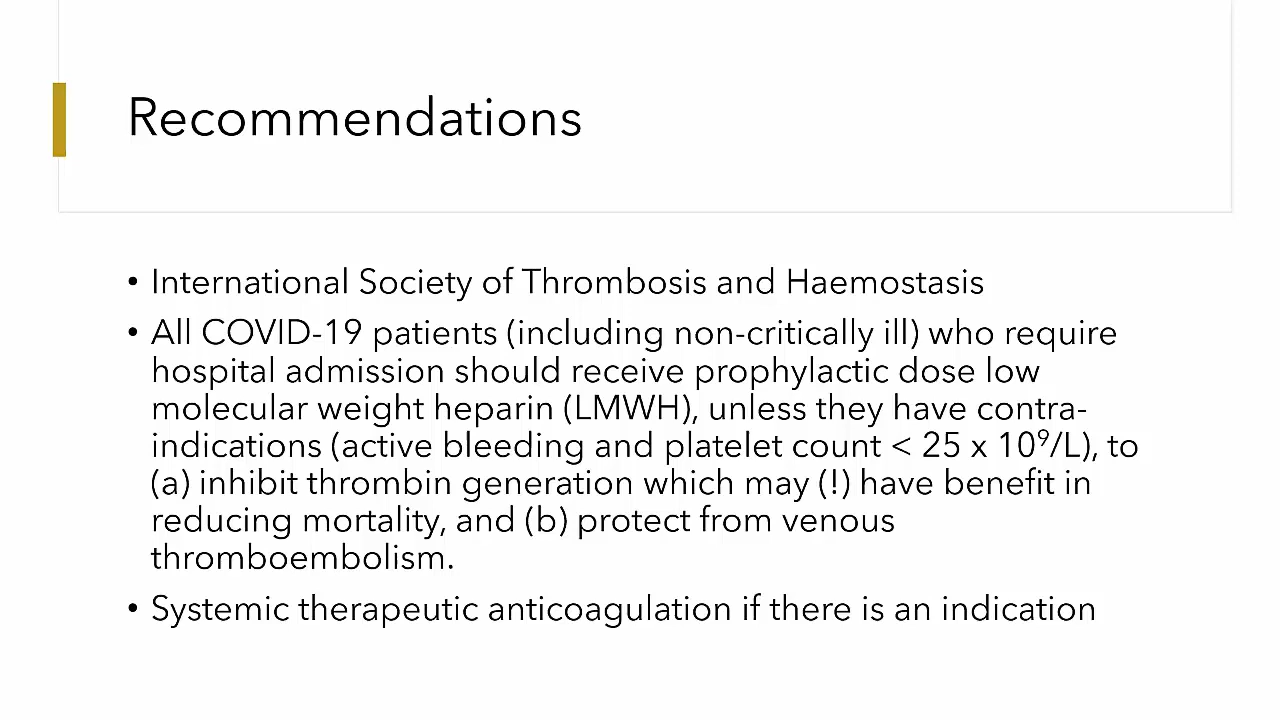 Recommendations
• International Society of Thrombosis and Haemostasis
• All COVID-19 patients (including non-critically ill) who require
hospital admission should receive prophylactic dose low
molecular weight heparin (LMWH), unless they have contra-
indications (active bleeding and platelet count < 25 x 10⁹/L), to
(a) inhibit thrombin generation which may (!) have benefit in
reducing mortality, and (b) protect from venous
thromboembolism.
• Systemic therapeutic anticoagulation if there is an indication